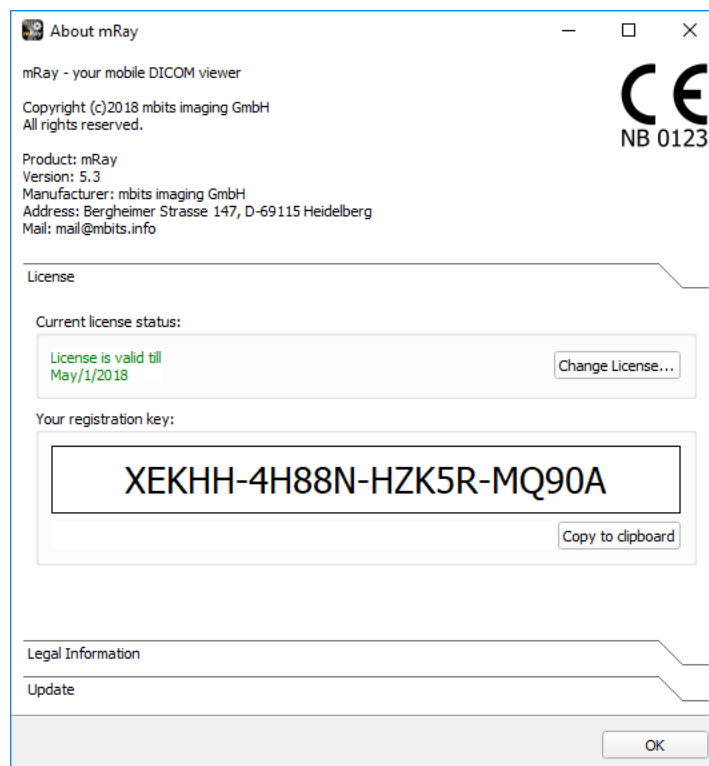 About mRay
mRay - your mobile DICOM viewer
Copyright (c)2018 mbits imaging GmbH
All rights reserved.
CE
NB 0123
Product: mRay
Version: 5.3
Manufacturer: mbits imaging GmbH
Address: Bergheimer Strasse 147, D-69115 Heidelberg
Mail: mail@mbits.info
License
Current license status:
License is valid till
May/1/2018
Change License...
Your registration key:
XEKHH-4H88N-HZK5R-MQ90A
Copy to clipboard
Legal Information
Update
OK